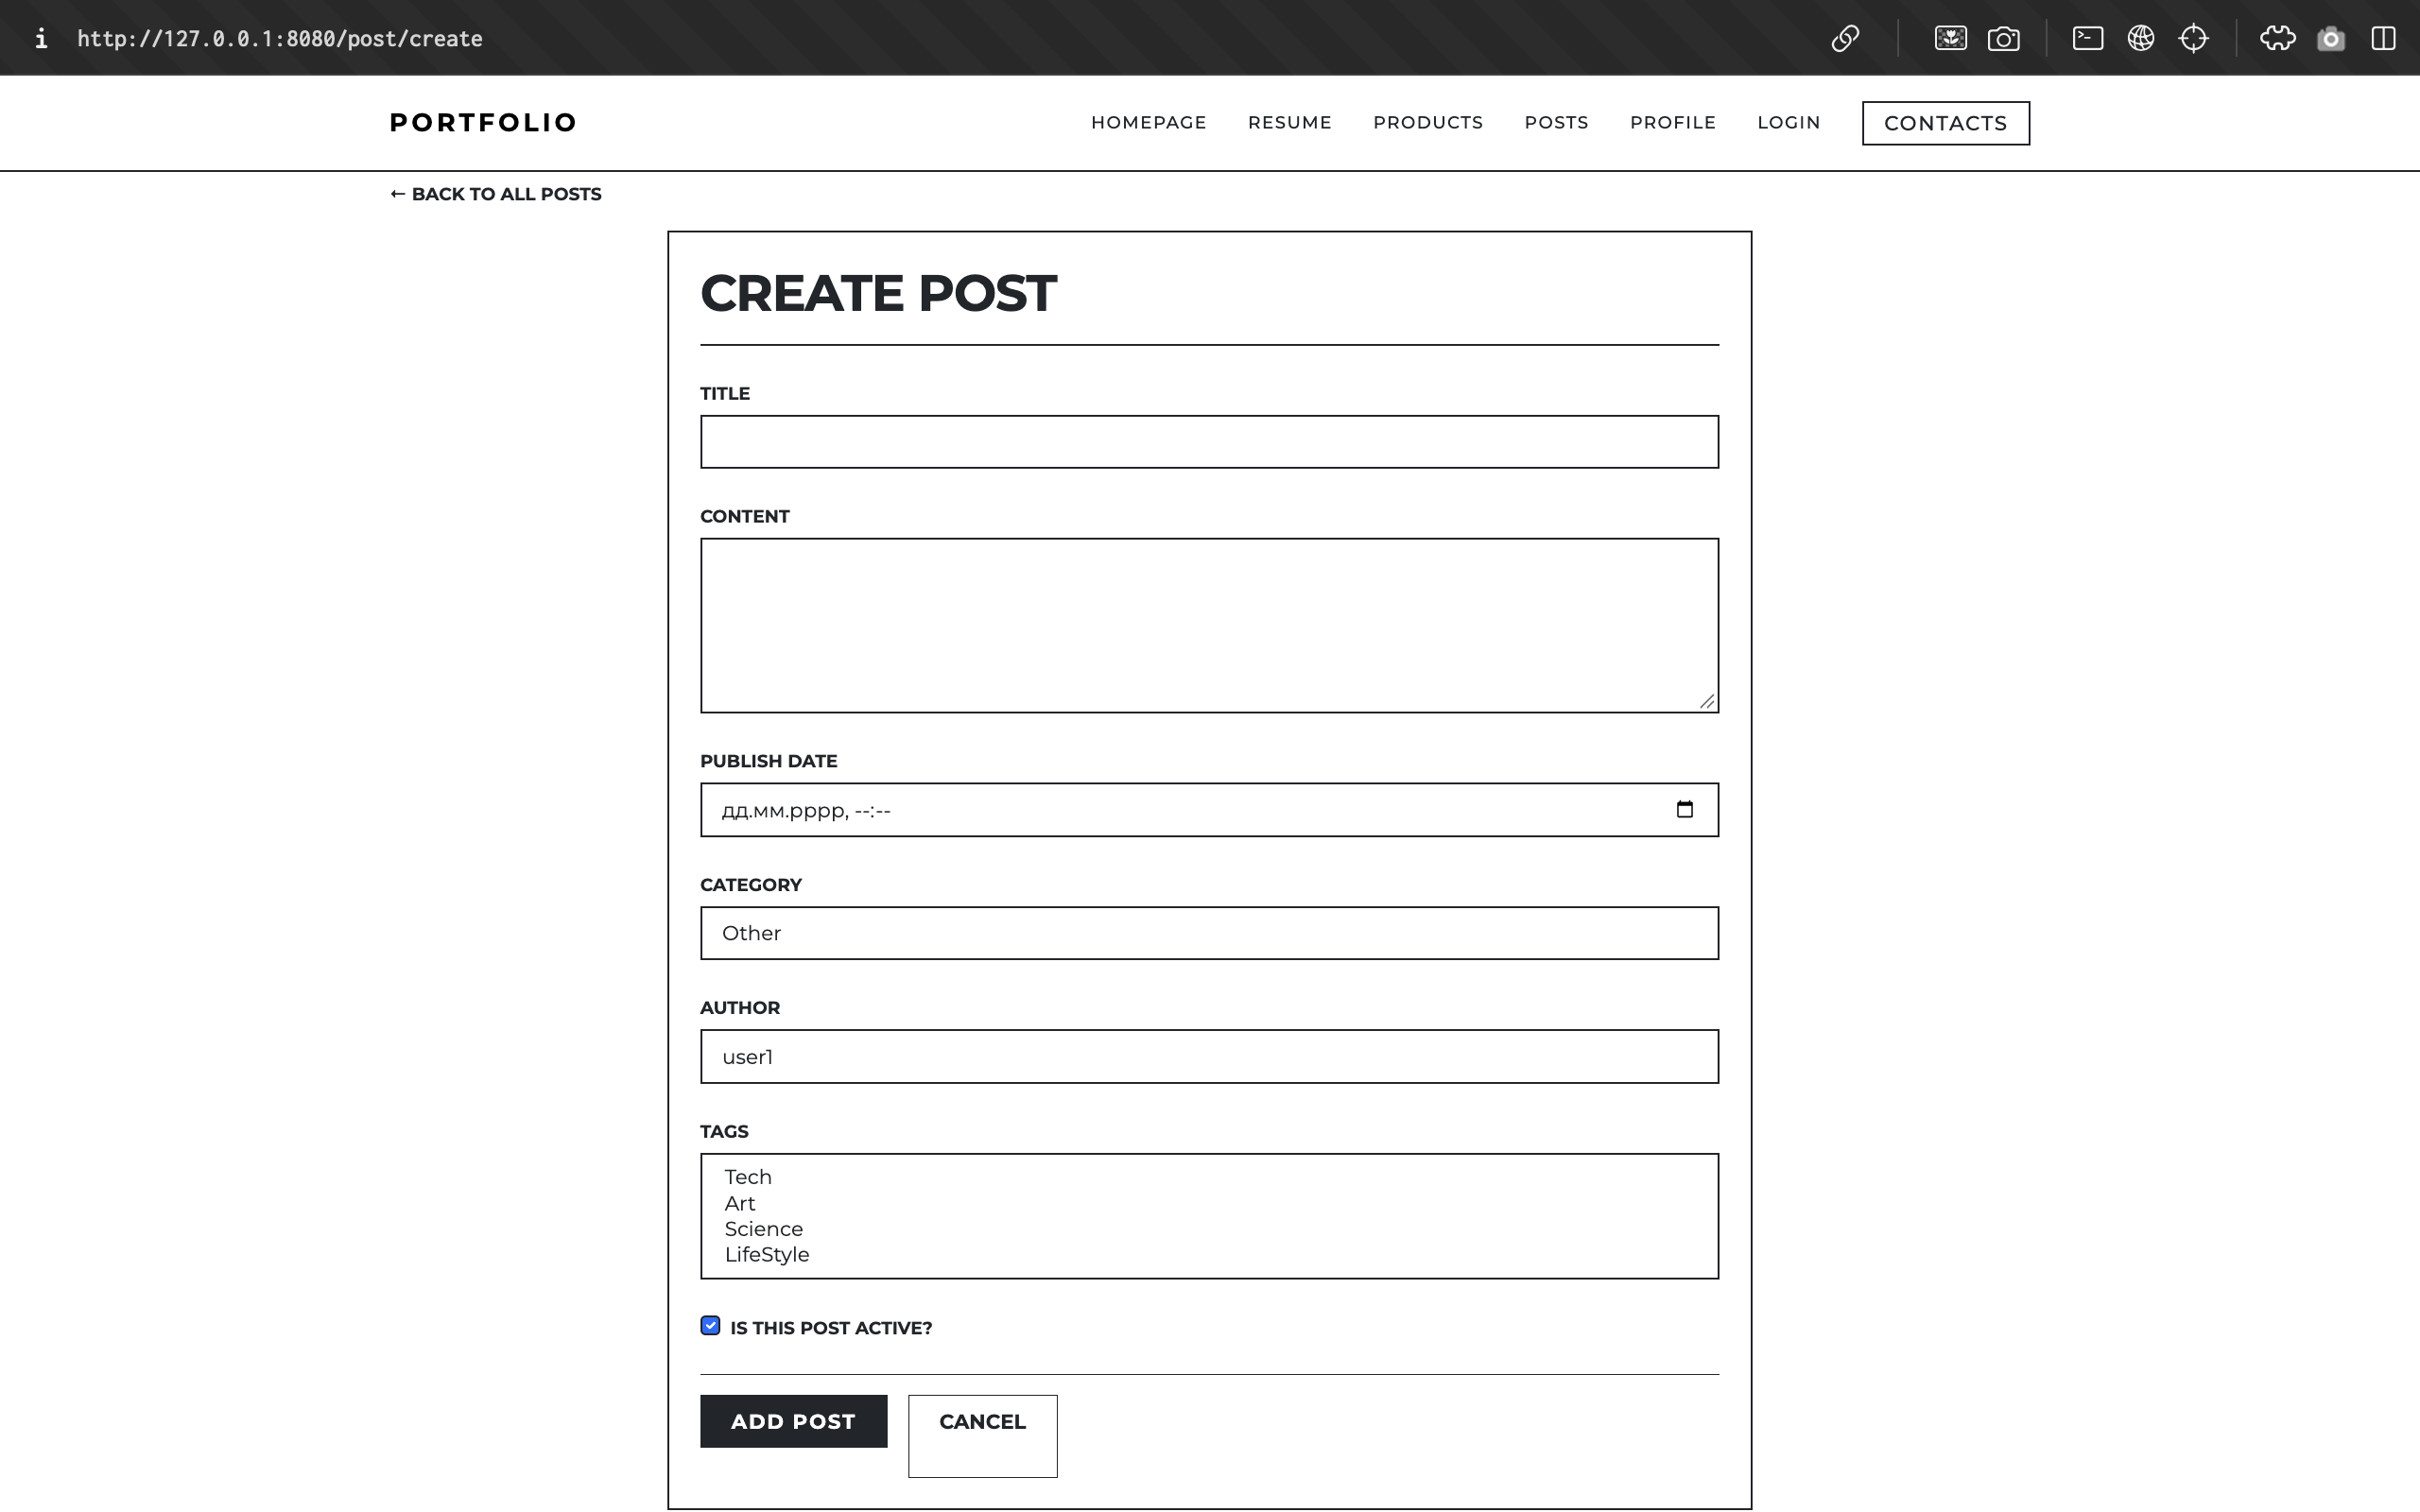 http://127.0.0.1:8080/post/create
PORTFOLIO
HOMEPAGE RESUME PRODUCTS POSTS PROFILE LOGIN CONTACTS
← BACK TO ALL POSTS
CREATE POST
TITLE
CONTENT
PUBLISH DATE
дд.мм.рррр, --:--
CATEGORY
Other
AUTHOR
user1
TAGS
Tech
Art
Science
LifeStyle
IS THIS POST ACTIVE?
ADD POST CANCEL